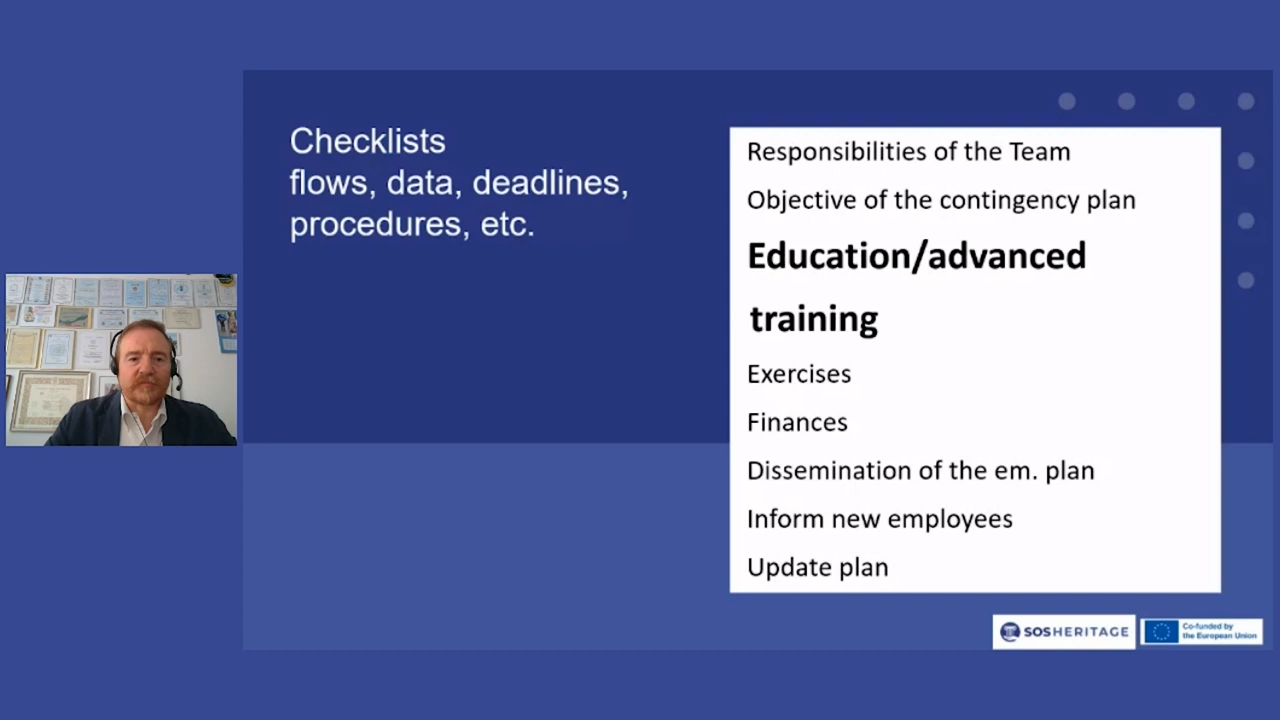 Checklists
flows, data, deadlines,
procedures, etc.
Responsibilities of the Team
Objective of the contingency plan
Education/advanced
training
Exercises
Finances
Dissemination of the em. plan
Inform new employees
Update plan
SOSHERITAGE
Co-funded by
the European Union